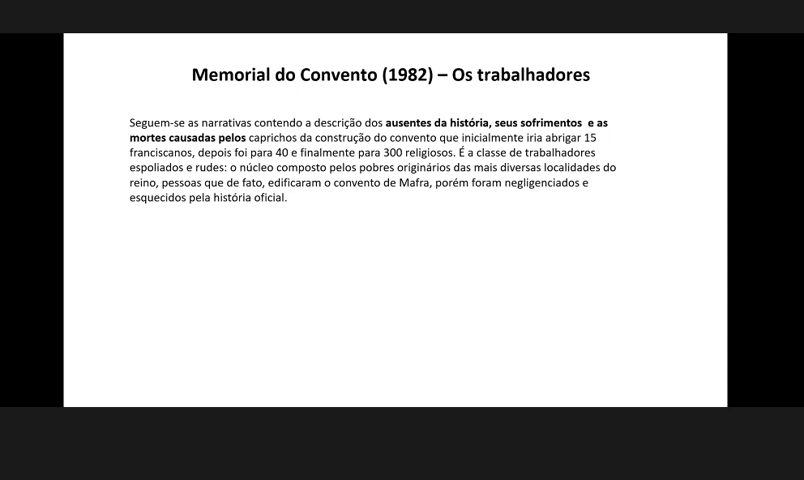 Memorial do Convento (1982) – Os trabalhadores
Seguem-se as narrativas contendo a descrição dos ausentes da história, seus sofrimentos e as
mortes causadas pelos caprichos da construção do convento que inicialmente iria abrigar 15
franciscanos, depois foi para 40 e finalmente para 300 religiosos. É a classe de trabalhadores
espoliados e rudes: o núcleo composto pelos pobres originários das mais diversas localidades do
reino, pessoas que de fato, edificaram o convento de Mafra, porém foram negligenciados e
esquecidos pela história oficial.